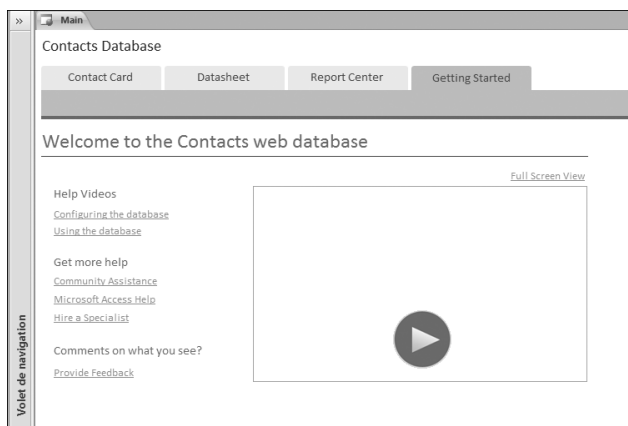 »
Main
Contacts Database
Contact Card
Datasheet
Report Center
Getting Started
Welcome to the Contacts web database
Full Screen View
Help Videos
Configuring the database
Using the database
Get more help
Community Assistance
Microsoft Access Help
Hire a Specialist
Comments on what you see?
Provide Feedback
Volet de navigation